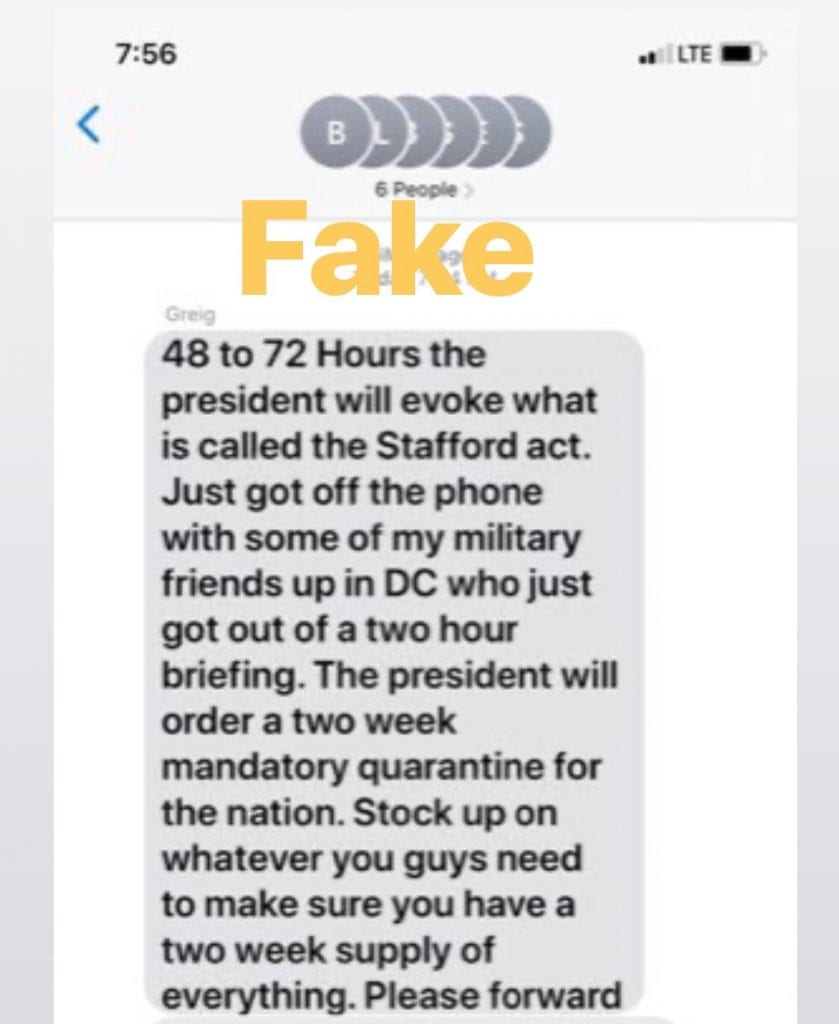 7:56
LTE
B L
6 People >
Fake
Greig
48 to 72 Hours the
president will evoke what
is called the Stafford act.
Just got off the phone
with some of my military
friends up in DC who just
got out of a two hour
briefing. The president will
order a two week
mandatory quarantine for
the nation. Stock up on
whatever you guys need
to make sure you have a
two week supply of
everything. Please forward